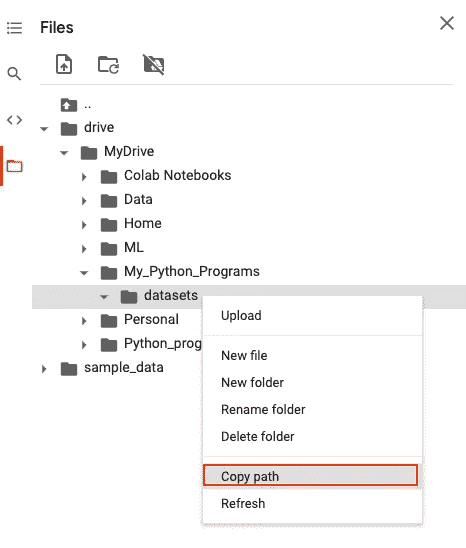 Files
..
drive
MyDrive
Colab Notebooks
Data
Home
ML
My_Python_Programs
datasets
Upload
Personal
New file
Python_prog
New folder
sample_data
Rename folder
Delete folder
Copy path
Refresh